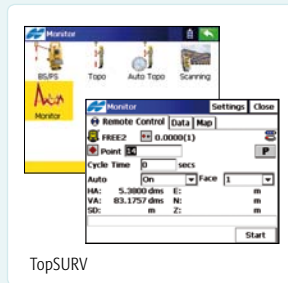 Monitor
BS/FS Topo Auto Topo Scanning
Monitor
Monitor Settings Close
Remote Control Data Map
FREE2 0.0000(1)
Point 14 P
Cycle Time 0 secs
Auto On Face 1
HA: 5.3800 dms E: m
VA: 83.1757 dms N: m
SD: m Z: m
Start
TopSURV